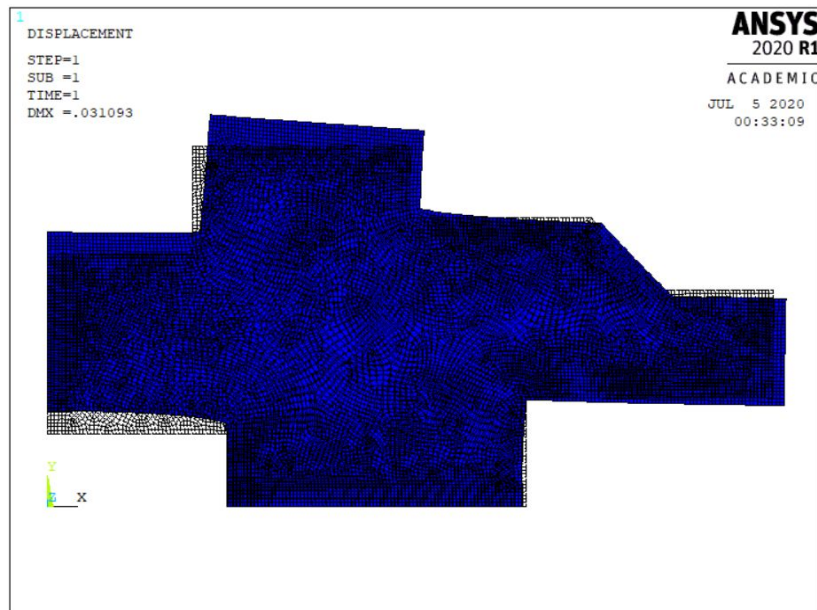 1
DISPLACEMENT
STEP=1
SUB =1
TIME=1
DMX =.031093
ANSYS
2020 R1
ACADEMIC
JUL 5 2020
00:33:09
Y
Z X